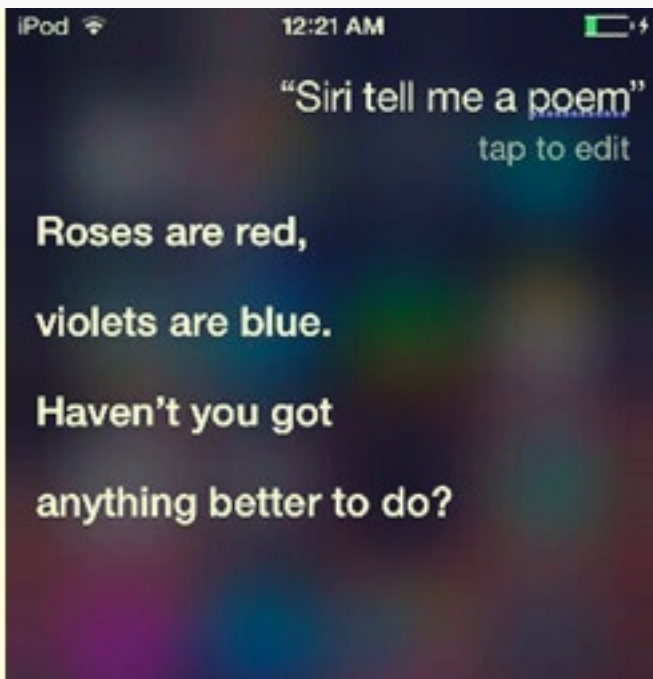 iPod 12:21 AM
“Siri tell me a poem”
tap to edit
Roses are red,
violets are blue.
Haven’t you got
anything better to do?